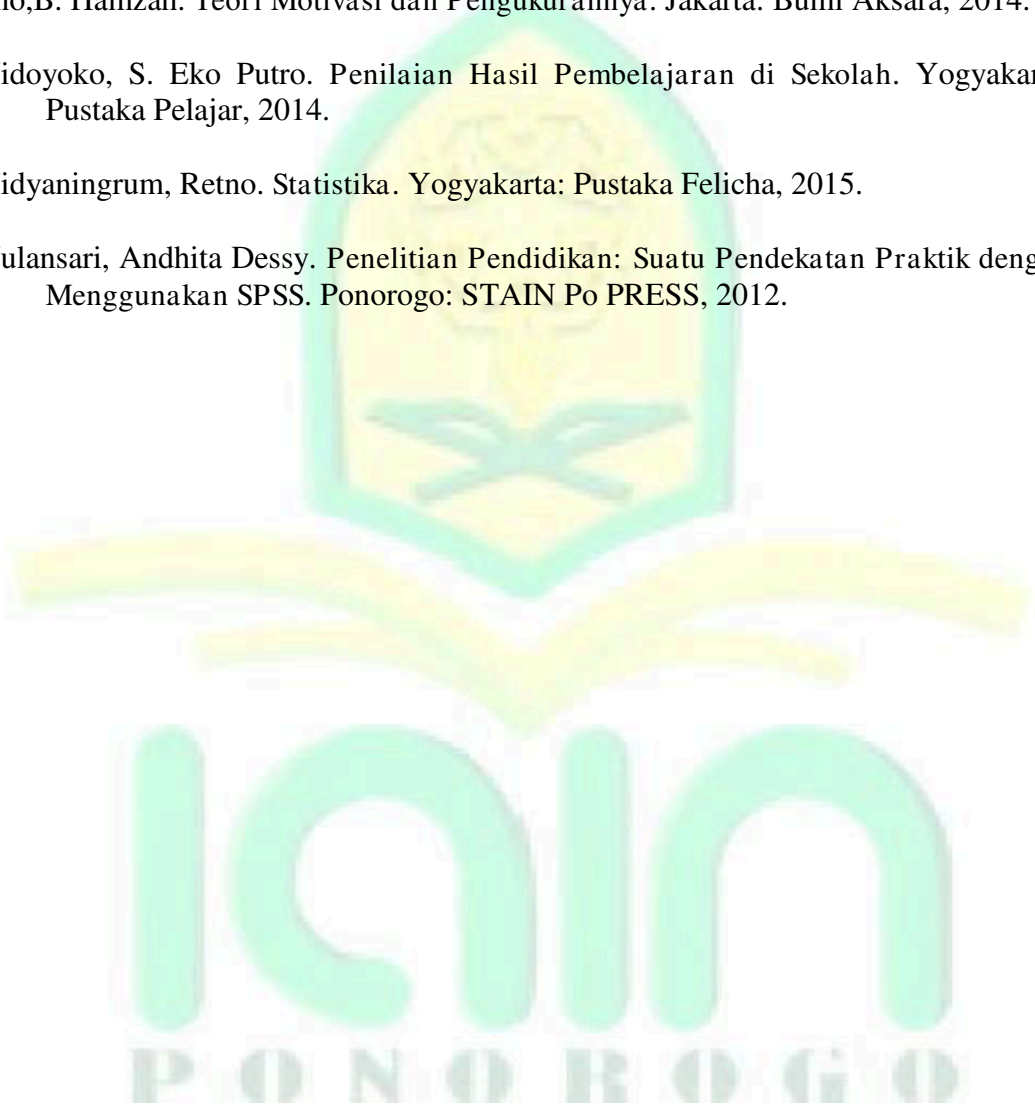 no,B. Hamzah. Teori Motivasi dan Pengukurannya. Jakarta: Bumi Aksara, 2014.
idoyoko, S. Eko Putro. Penilaian Hasil Pembelajaran di Sekolah. Yogyakar
Pustaka Pelajar, 2014.
idyaningrum, Retno. Statistika. Yogyakarta: Pustaka Felicha, 2015.
ulansari, Andhita Dessy. Penelitian Pendidikan: Suatu Pendekatan Praktik deng
Menggunakan SPSS. Ponorogo: STAIN Po PRESS, 2012.
iain
PONOROGO